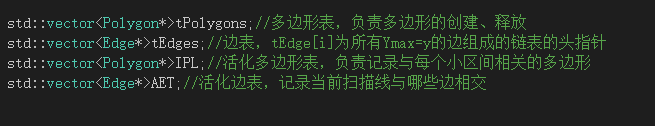 std::vector<Polygon*>tPolygons;//多边形表，负责多边形的创建、释放
std::vector<Edge*>tEdges;//边表，tEdge[i]为所有Ymax=y的边组成的链表的头指针
std::vector<Polygon*>IPL;//活化多边形表，负责记录与每个小区间相关的多边形
std::vector<Edge*>AET;//活化边表，记录当前扫描线与哪些边相交